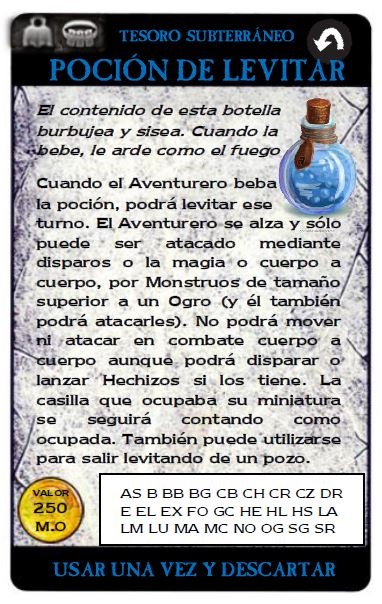 TESORO SUBTERRÁNEO
POCIÓN DE LEVITAR
El contenido de esta botella
burbujea y sisea. Cuando la
bebe, le arde como el fuego
Cuando el Aventurero beba
la poción, podrá levitar ese
turno. El Aventurero se alza y sólo
puede ser atacado mediante
disparos o la magia o cuerpo a
cuerpo, por Monstruos de tamaño
superior a un Ogro (y él también
podrá atacarles). No podrá mover
ni atacar en combate cuerpo a
cuerpo aunque podrá disparar o
lanzar Hechizos si los tiene. La
casilla que ocupaba su miniatura
se seguirá contando como
ocupada. También puede utilizarse
para salir levitando de un pozo.
VALOR
250
M.O
AS B BB BG CB CH CR CZ DR
E EL EX FO GC HE HL HS LA
LM LU MA MC NO OG SG SR
USAR UNA VEZ Y DESCARTAR